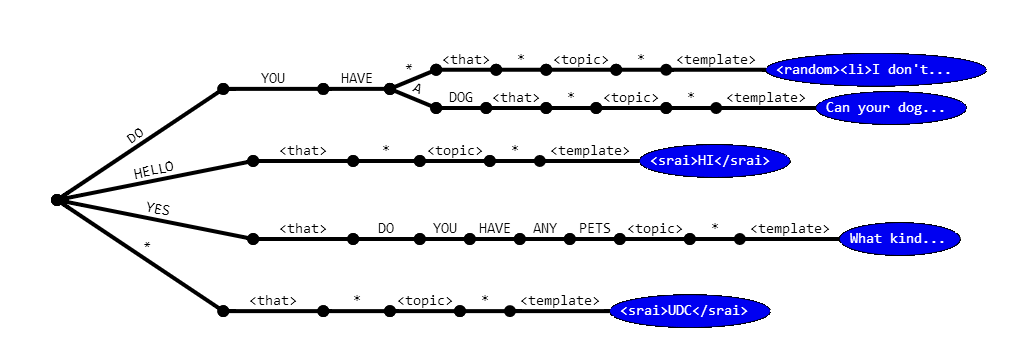 <that> * <topic> * <template> <random><li>I don't...
YOU HAVE *
A DOG <that> * <topic> * <template> Can your dog...
DO
HELLO <that> * <topic> * <template> <srai>HI</srai>
YES <that> DO YOU HAVE ANY PETS <topic> * <template> What kind...
*
<that> * <topic> * <template> <srai>UDC</srai>